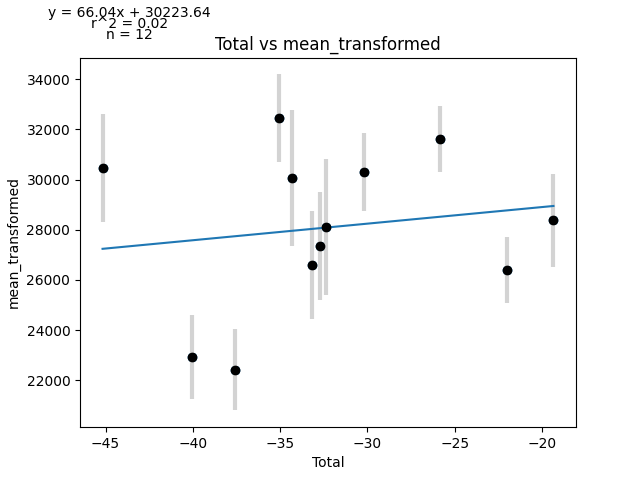 y = 66.04x + 30223.64
r^2 = 0.02
n = 12
Total vs mean_transformed
34000
32000
30000
28000
26000
24000
22000
mean_transformed
−45
−40
−35
−30
−25
−20
Total